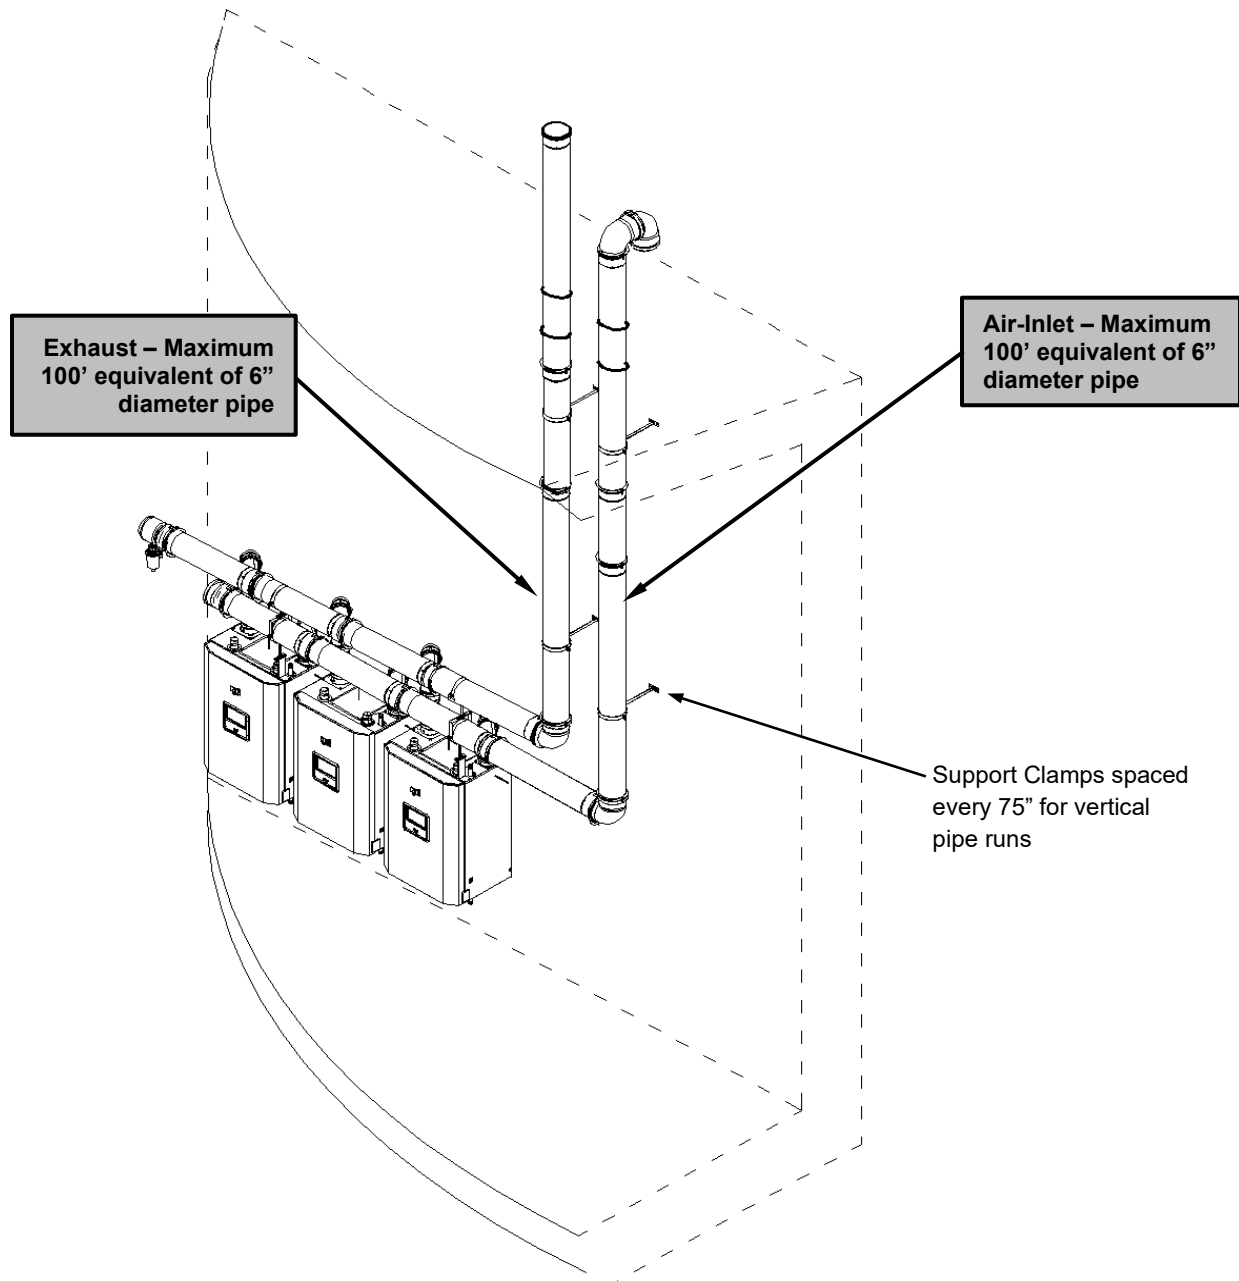 Exhaust – Maximum
100’ equivalent of 6”
diameter pipe
Air-Inlet – Maximum
100’ equivalent of 6”
diameter pipe
Support Clamps spaced
every 75” for vertical
pipe runs